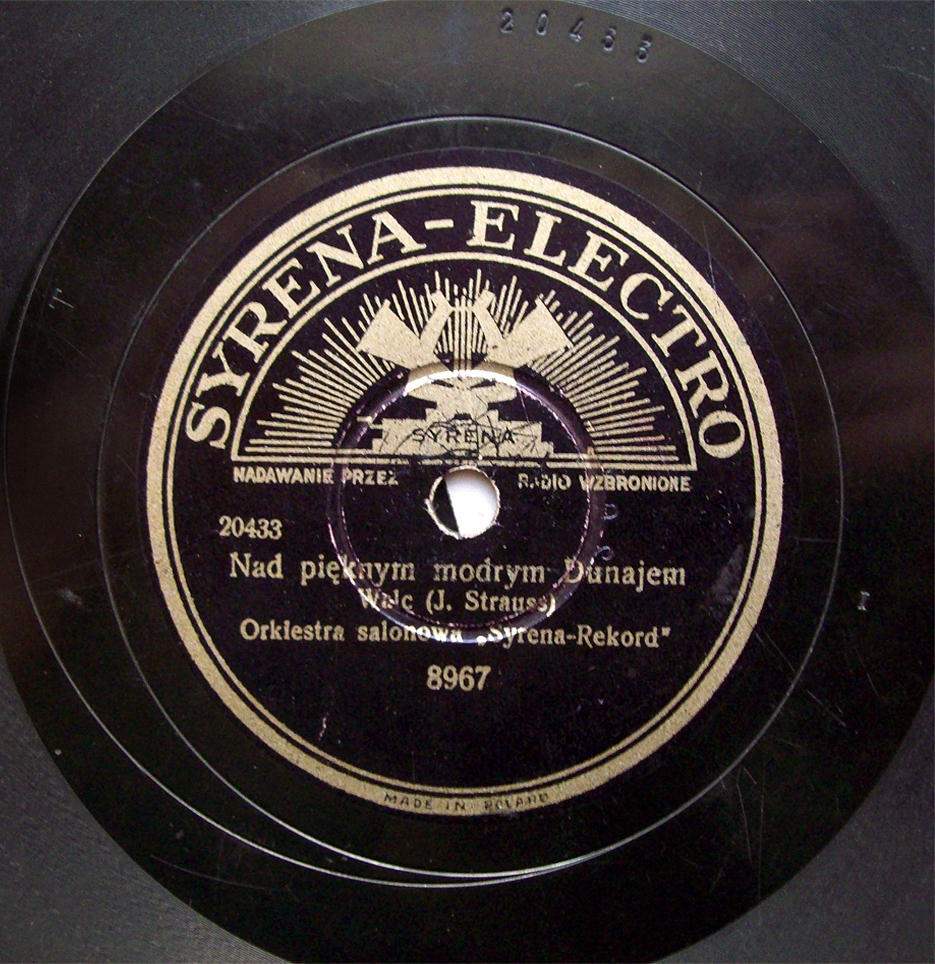 20433
SYRENA-ELECTRO
SYRENA
NADAWANIE PRZEZ RADIO WZBRONIONE
20433
Nad pięknym modrym Dunajem
Walc (J. Strauss)
Orkiestra salonowa „Syrena-Rekord"
8967
MADE IN POLAND